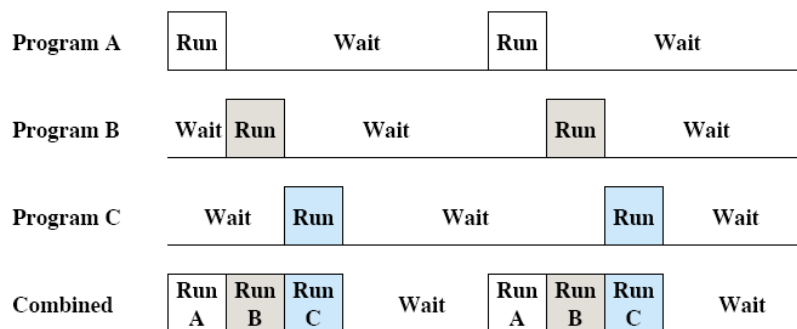 Program A Run Wait Run Wait
Program B Wait Run Wait Run Wait
Program C Wait Run Wait Run Wait
Combined Run A Run B Run C Wait Run A Run B Run C Wait